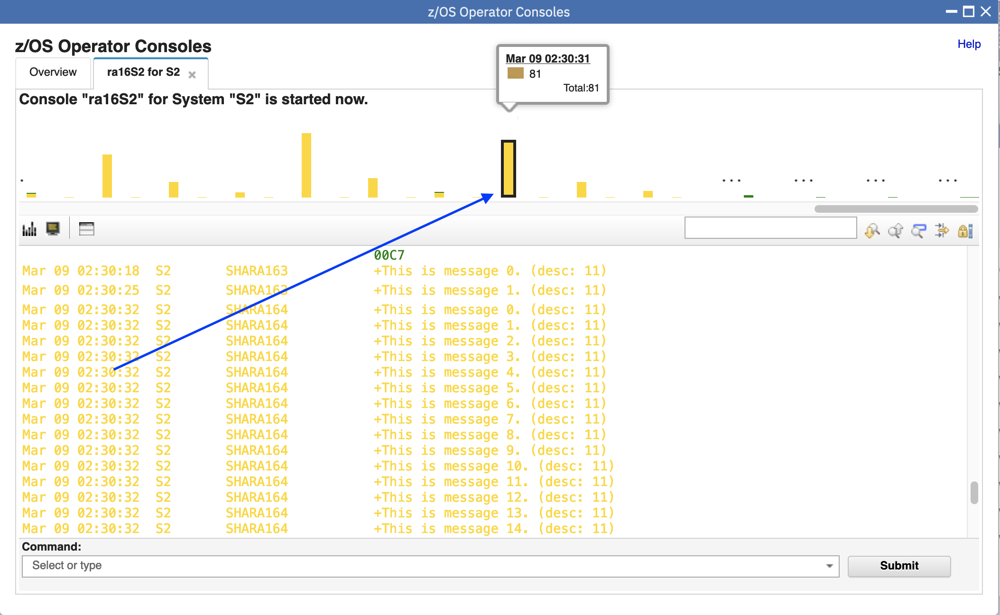 z/OS Operator Consoles
z/OS Operator Consoles
Help
Overview
ra16S2 for S2
Mar 09 02:30:31
81
Total:81
Console "ra16S2" for System "S2" is started now.
...
...
...
...
00C7
Mar 09 02:30:18 S2 SHARA163 +This is message 0. (desc: 11)
Mar 09 02:30:25 S2 SHARA163 +This is message 1. (desc: 11)
Mar 09 02:30:32 S2 SHARA164 +This is message 0. (desc: 11)
Mar 09 02:30:32 S2 SHARA164 +This is message 1. (desc: 11)
Mar 09 02:30:32 S2 SHARA164 +This is message 2. (desc: 11)
Mar 09 02:30:32 S2 SHARA164 +This is message 3. (desc: 11)
Mar 09 02:30:32 S2 SHARA164 +This is message 4. (desc: 11)
Mar 09 02:30:32 S2 SHARA164 +This is message 5. (desc: 11)
Mar 09 02:30:32 S2 SHARA164 +This is message 6. (desc: 11)
Mar 09 02:30:32 S2 SHARA164 +This is message 7. (desc: 11)
Mar 09 02:30:32 S2 SHARA164 +This is message 8. (desc: 11)
Mar 09 02:30:32 S2 SHARA164 +This is message 9. (desc: 11)
Mar 09 02:30:32 S2 SHARA164 +This is message 10. (desc: 11)
Mar 09 02:30:32 S2 SHARA164 +This is message 11. (desc: 11)
Mar 09 02:30:32 S2 SHARA164 +This is message 12. (desc: 11)
Mar 09 02:30:32 S2 SHARA164 +This is message 13. (desc: 11)
Mar 09 02:30:32 S2 SHARA164 +This is message 14. (desc: 11)
Command:
Select or type
Submit